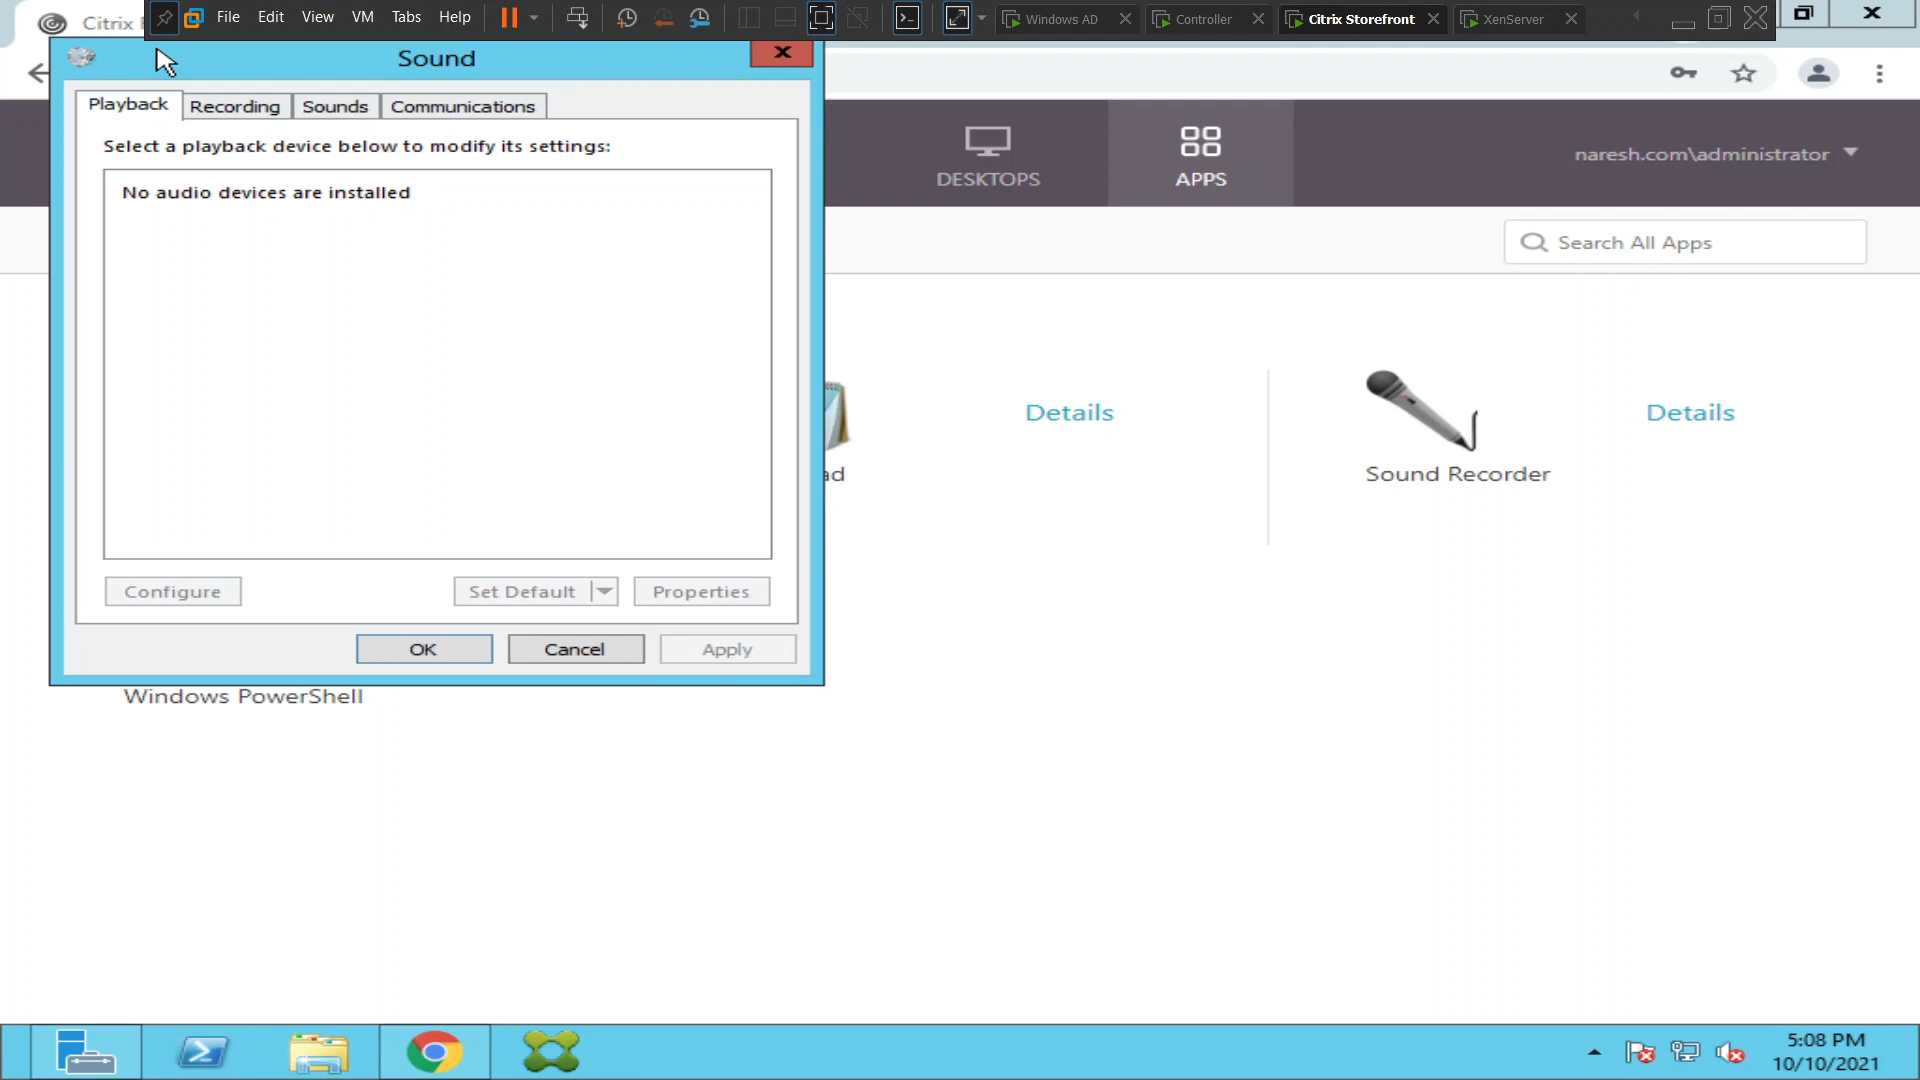 Citrix
File Edit View VM Tabs Help
Windows AD
Controller
Citrix Storefront
XenServer
Sound
Playback
Recording
Sounds
Communications
Select a playback device below to modify its settings:
No audio devices are installed
Configure
Set Default
Properties
OK
Cancel
Apply
DESKTOPS
APPS
naresh.com\administrator
Search All Apps
ad
Details
Sound Recorder
Details
Windows PowerShell
5:08 PM
10/10/2021